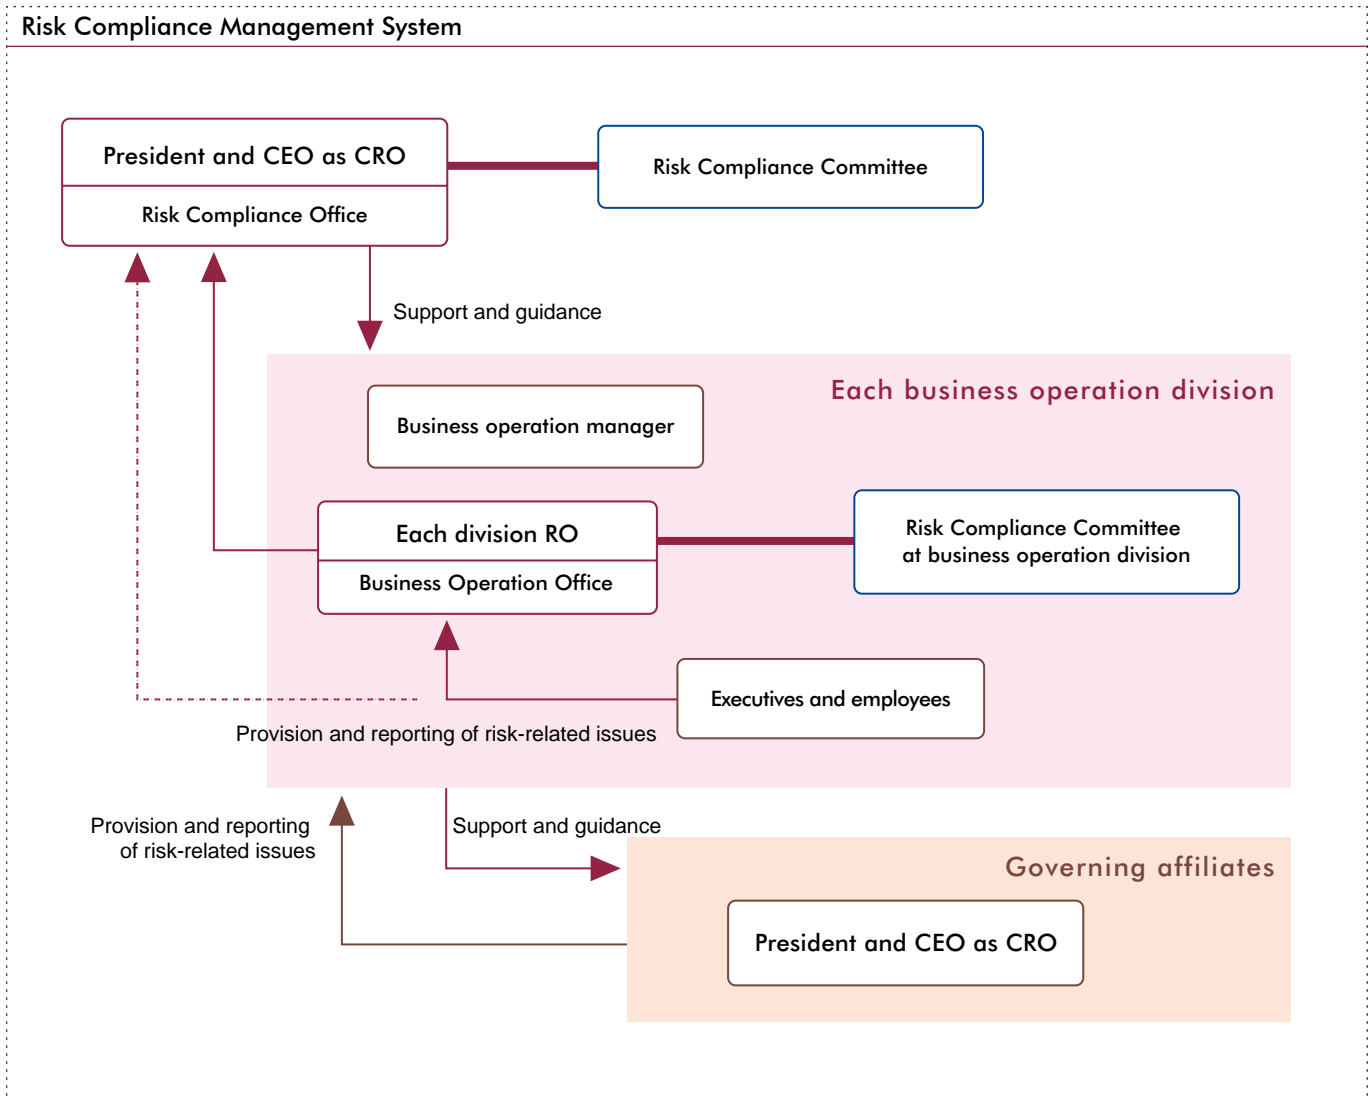 Risk Compliance Management System
President and CEO as CRO
Risk Compliance Office
Risk Compliance Committee
Support and guidance
Each business operation division
Business operation manager
Each division RO
Business Operation Office
Risk Compliance Committee
at business operation division
Executives and employees
Provision and reporting of risk-related issues
Provision and reporting
of risk-related issues
Support and guidance
Governing affiliates
President and CEO as CRO